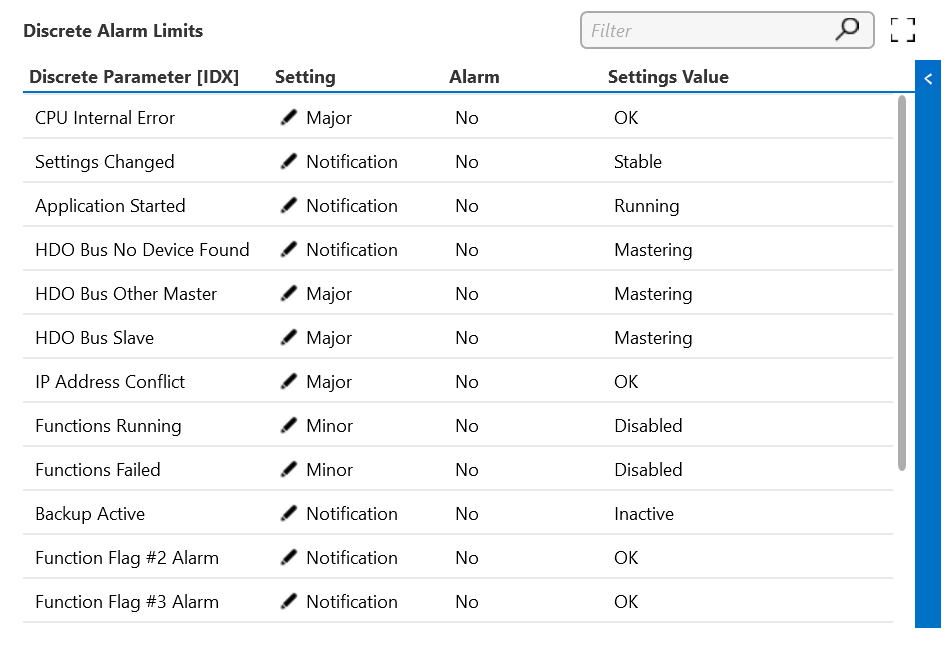 Discrete Alarm Limits
Filter
Discrete Parameter [IDX] Setting Alarm Settings Value
CPU Internal Error Major No OK
Settings Changed Notification No Stable
Application Started Notification No Running
HDO Bus No Device Found Notification No Mastering
HDO Bus Other Master Major No Mastering
HDO Bus Slave Major No Mastering
IP Address Conflict Major No OK
Functions Running Minor No Disabled
Functions Failed Minor No Disabled
Backup Active Notification No Inactive
Function Flag #2 Alarm Notification No OK
Function Flag #3 Alarm Notification No OK